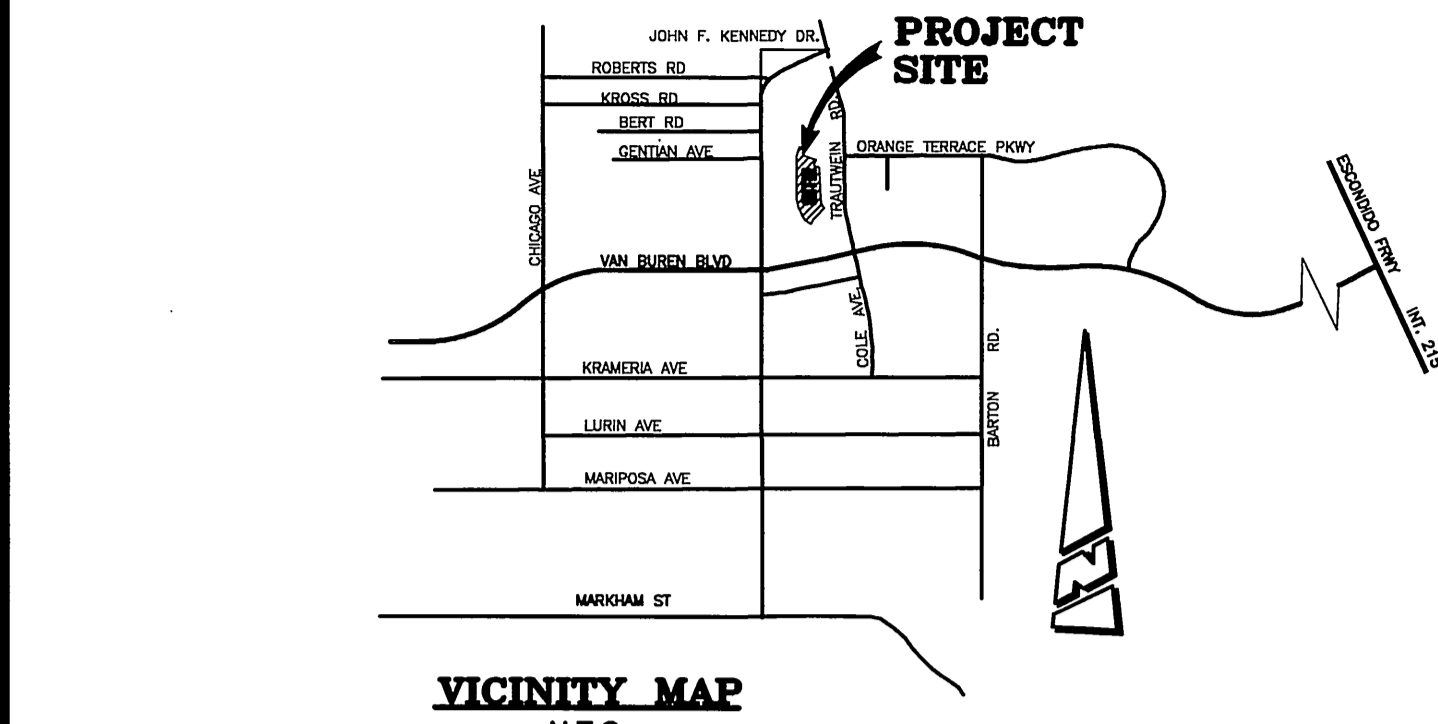 JOHN F. KENNEDY DR.
PROJECT
SITE
ROBERTS RD
KROSS RD
BERT RD
GENTIAN AVE
TRAUTWEIN RD.
ORANGE TERRACE PKWY
CHICAGO AVE
ESCONDIDO FRWY INT. 215
VAN BUREN BLVD
COLE AVE.
BARTON RD.
KRAMERIA AVE
LURIN AVE
MARIPOSA AVE
N
MARKHAM ST
VICINITY MAP